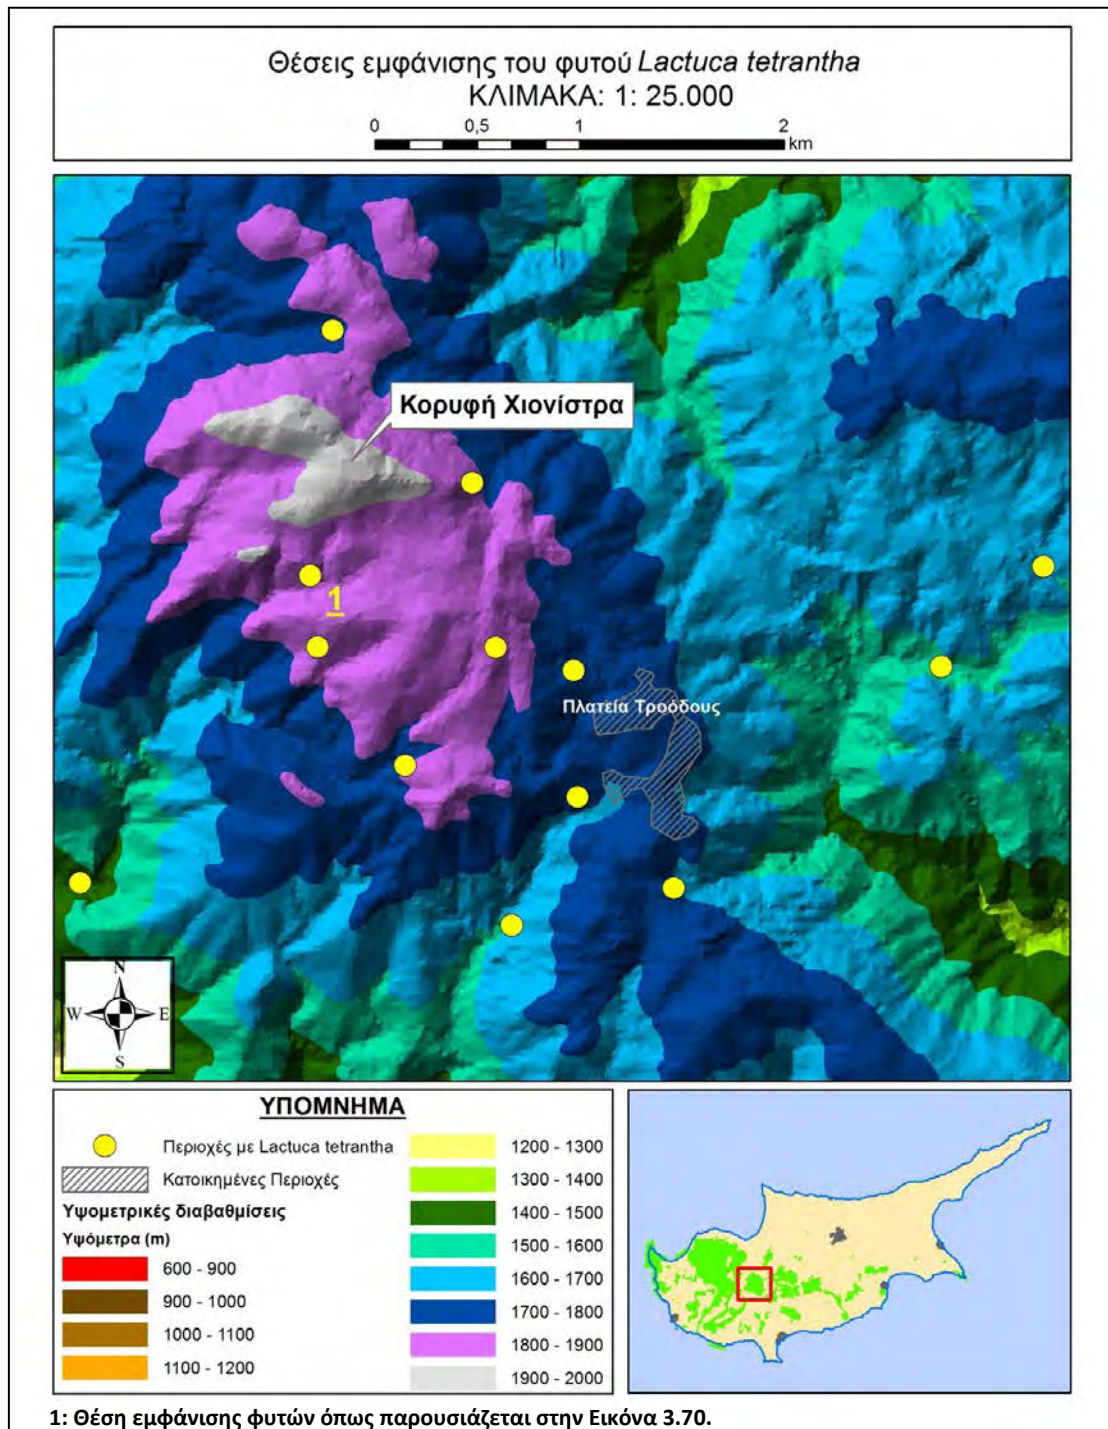 Θέσεις εμφάνισης του φυτού Lactuca tetrantha
ΚΛΙΜΑΚΑ: 1: 25.000
0 0,5 1 2
km
Κορυφή Χιονίστρα
1
Πλατεία Τροόδους
N
W E
S
ΥΠΟΜΝΗΜΑ
Περιοχές με Lactuca tetrantha
Κατοικημένες Περιοχές
Υψομετρικές διαβαθμίσεις
Υψόμετρα (m)
600 - 900
900 - 1000
1000 - 1100
1100 - 1200
1200 - 1300
1300 - 1400
1400 - 1500
1500 - 1600
1600 - 1700
1700 - 1800
1800 - 1900
1900 - 2000
1: Θέση εμφάνισης φυτών όπως παρουσιάζεται στην Εικόνα 3.70.